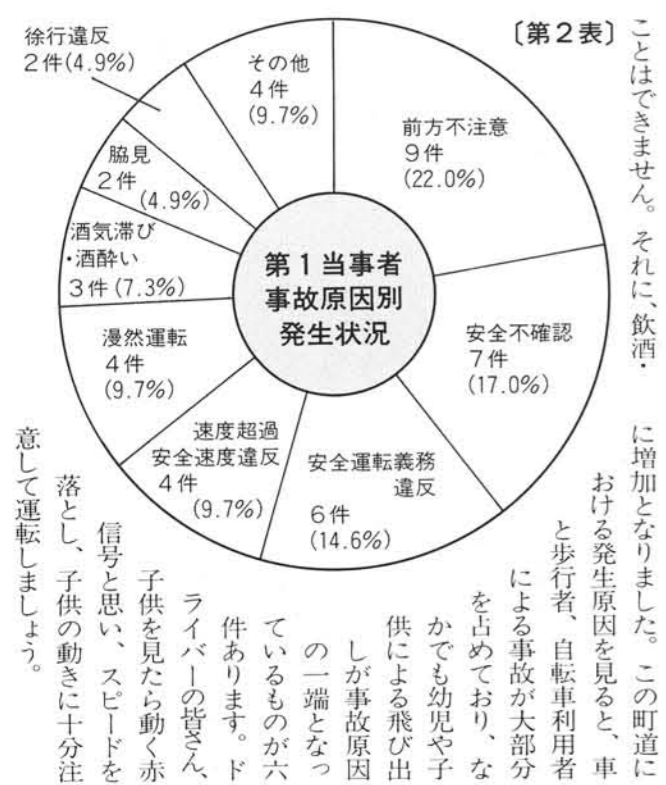 〔第2表〕
第1当事者
事故原因別
発生状況
前方不注意
9件
(22.0%)
安全不確認
7件
(17.0%)
安全運転義務
違反
6件
(14.6%)
速度超過
安全速度違反
4件
(9.7%)
漫然運転
4件
(9.7%)
酒気滞び
・酒酔い
3件(7.3%)
脇見
2件
(4.9%)
徐行違反
2件(4.9%)
その他
4件
(9.7%)
ことはできません。それに、飲酒・
に増加となりました。この町道に
おける発生原因を見ると、車
と歩行者、自転車利用者
による事故が大部分
を占めており、な
かでも幼児や子
供による飛び出
しが事故原因
の一端となっ
ているものが六
件あります。ド
ライバーの皆さん、
子供を見たら動く赤
信号と思い、スピードを
落とし、子供の動きに十分注
意して運転しましょう。